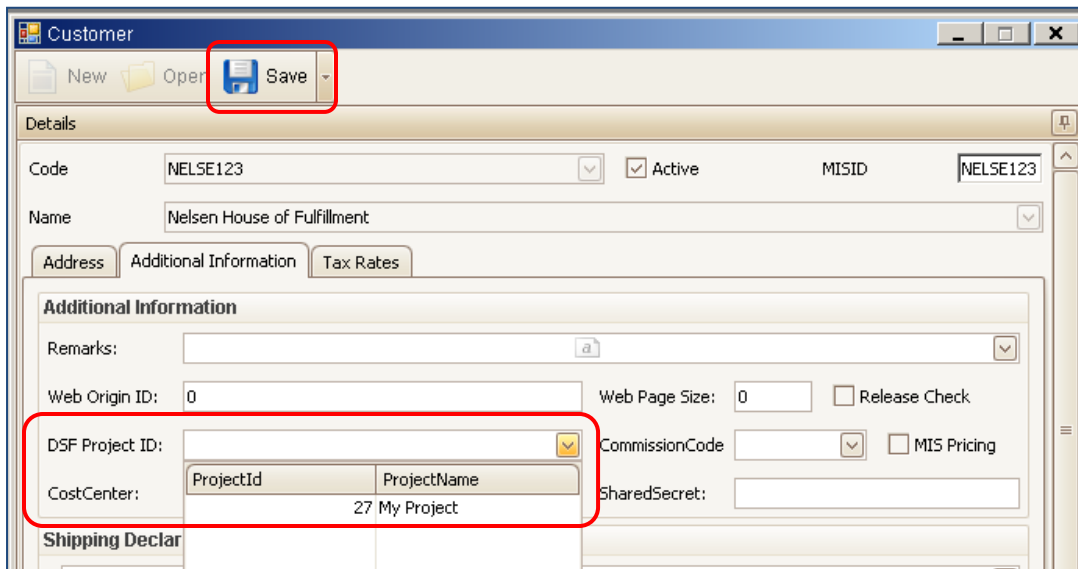 Customer
New Open Save
Details
Code NELSE123 Active MISID NELSE123
Name Nelsen House of Fulfillment
Address Additional Information Tax Rates
Additional Information
Remarks: a
Web Origin ID: 0 Web Page Size: 0 Release Check
DSF Project ID: CommissionCode MIS Pricing
ProjectId ProjectName
CostCenter: SharedSecret:
27 My Project
Shipping Declar